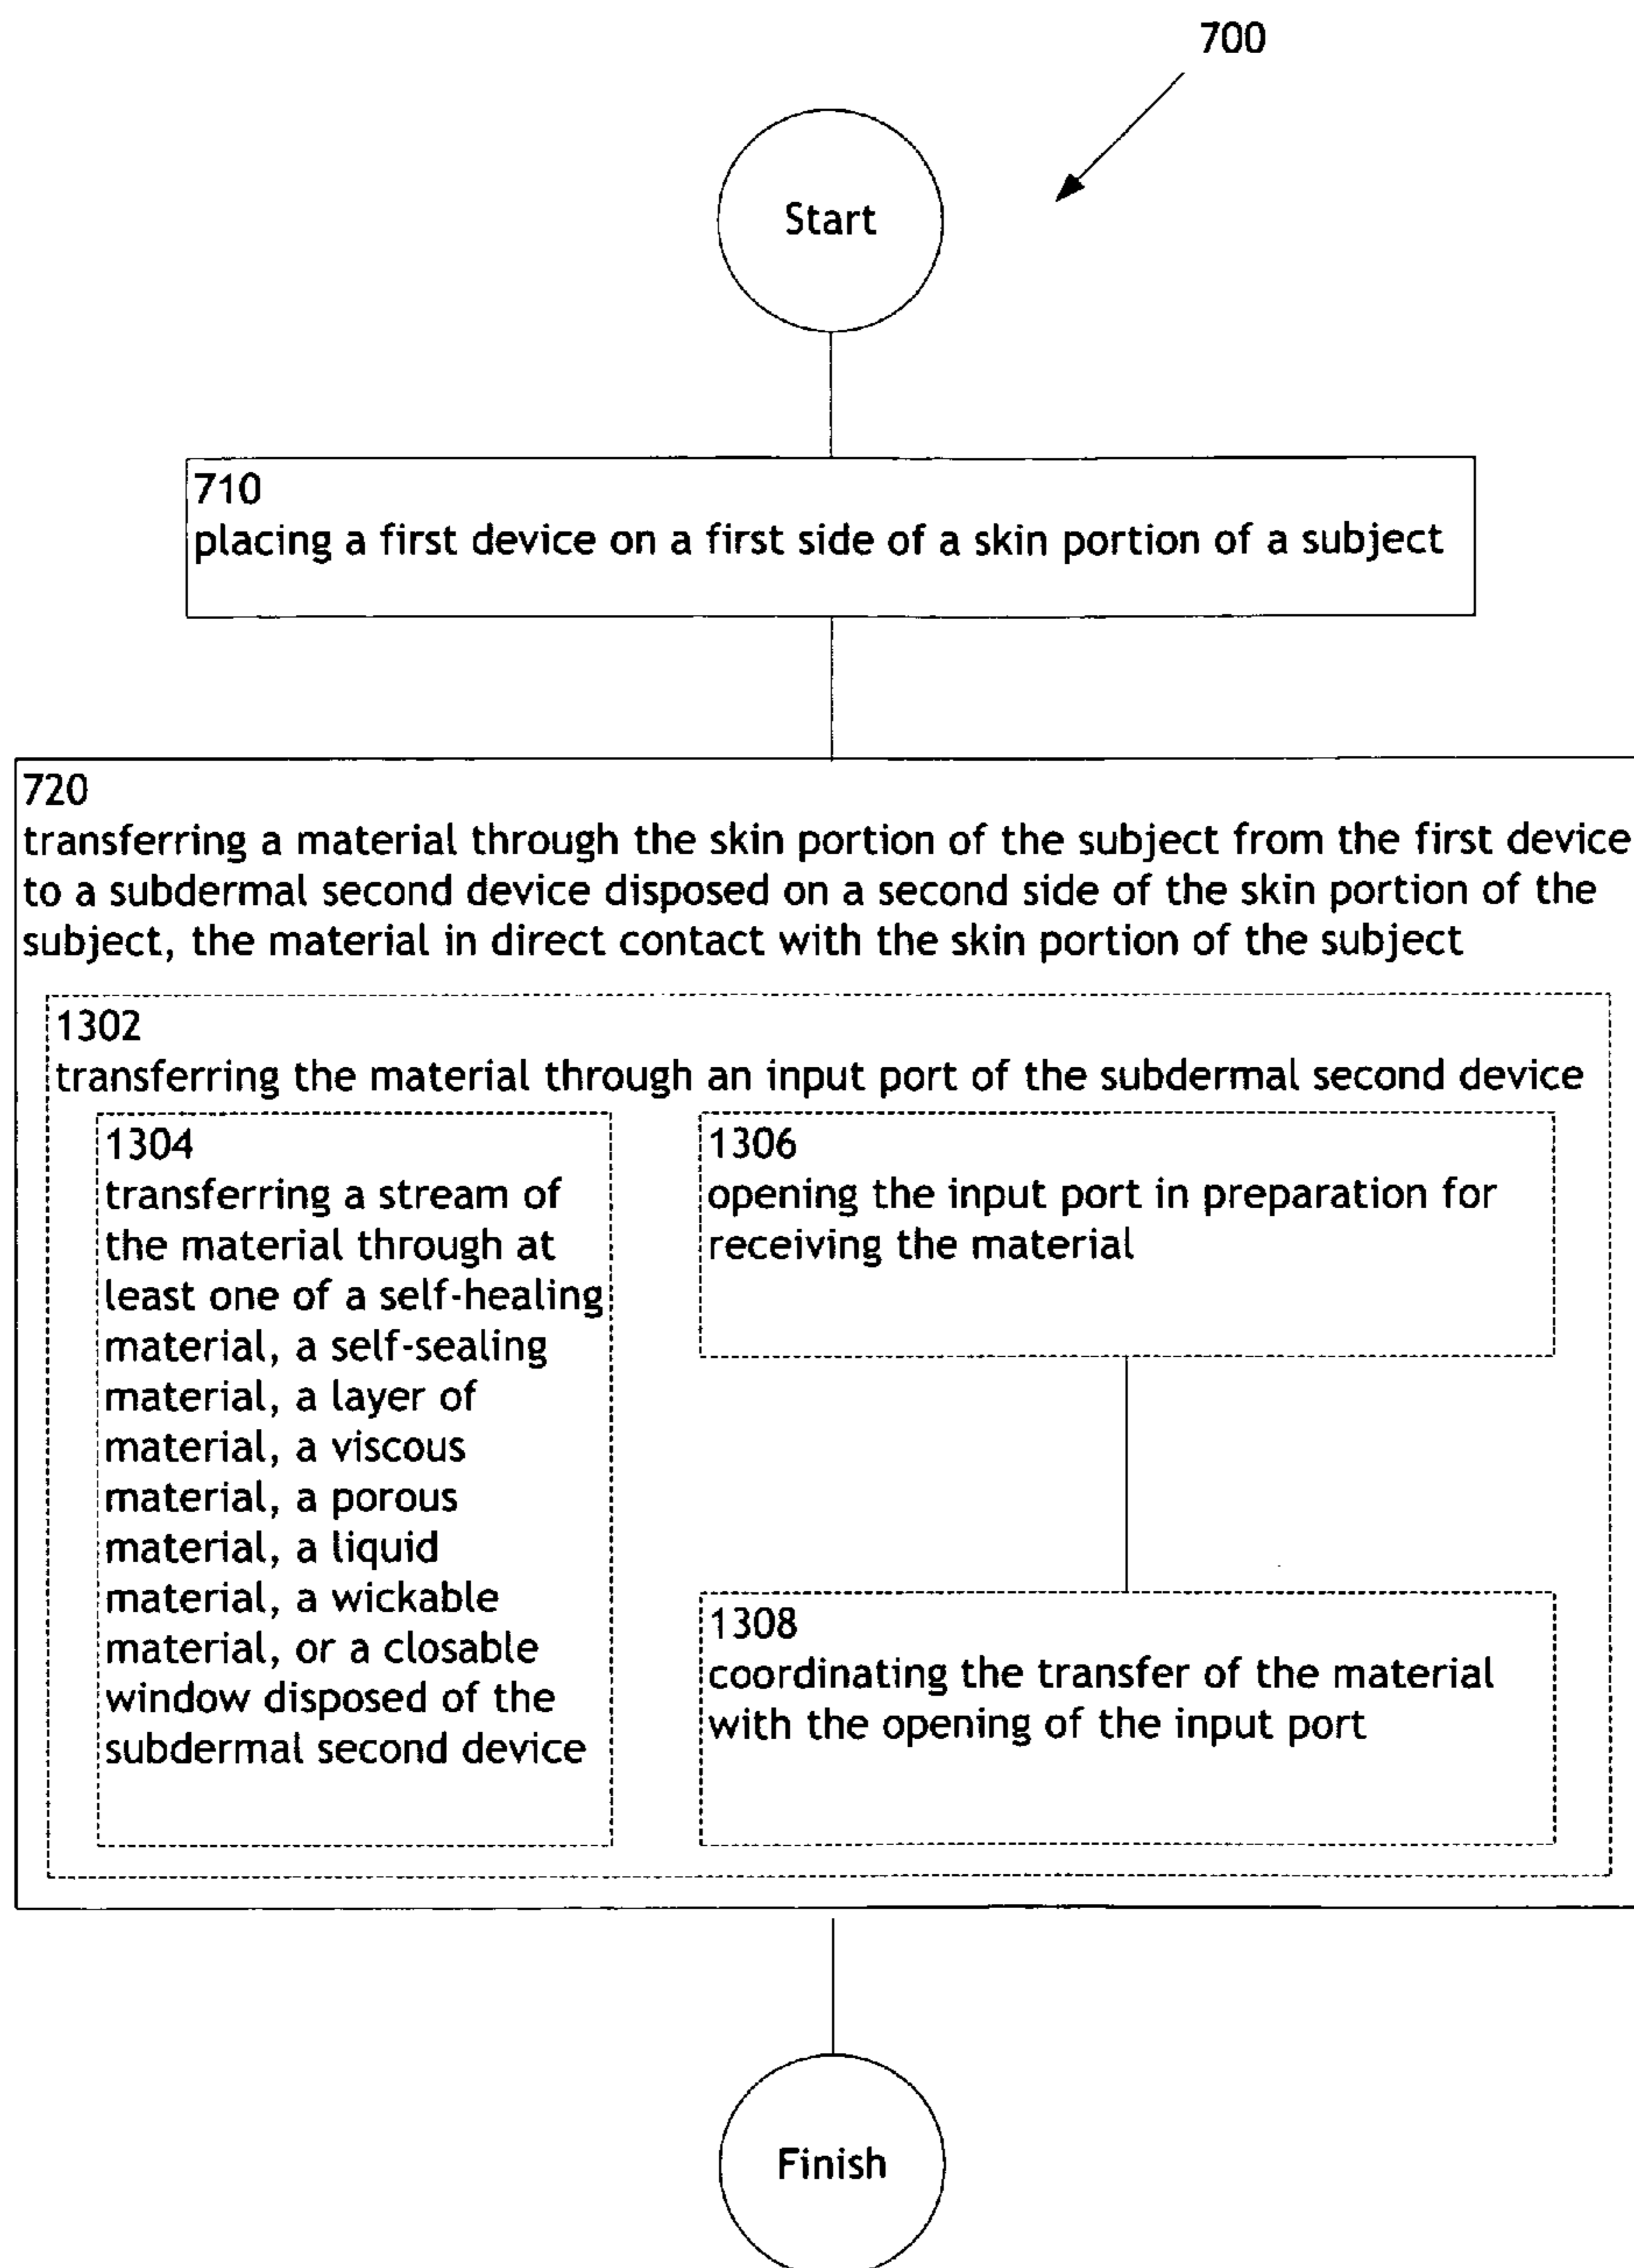 700
Start
710
placing a first device on a first side of a skin portion of a subject
720
transferring a material through the skin portion of the subject from the first device
to a subdermal second device disposed on a second side of the skin portion of the
subject, the material in direct contact with the skin portion of the subject
1302
transferring the material through an input port of the subdermal second device
1304
transferring a stream of
the material through at
least one of a self-healing
material, a self-sealing
material, a layer of
material, a viscous
material, a porous
material, a liquid
material, a wickable
material, or a closable
window disposed of the
subdermal second device
1306
opening the input port in preparation for
receiving the material
1308
coordinating the transfer of the material
with the opening of the input port
Finish